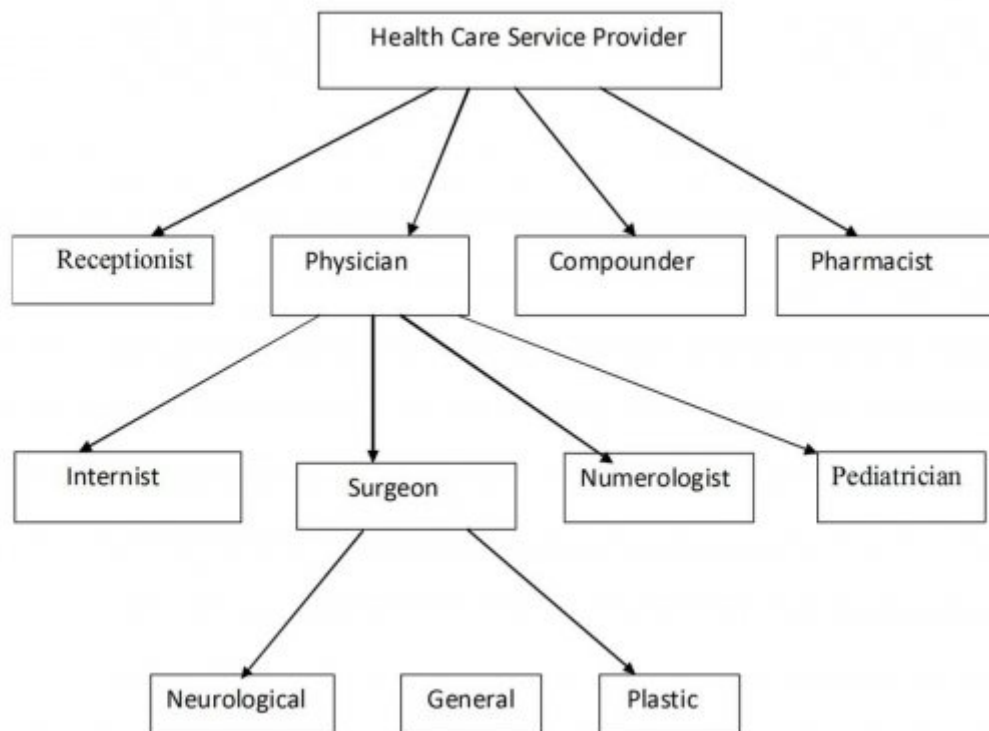 Health Care Service Provider
Receptionist
Physician
Compounder
Pharmacist
Internist
Surgeon
Numerologist
Pediatrician
Neurological
General
Plastic